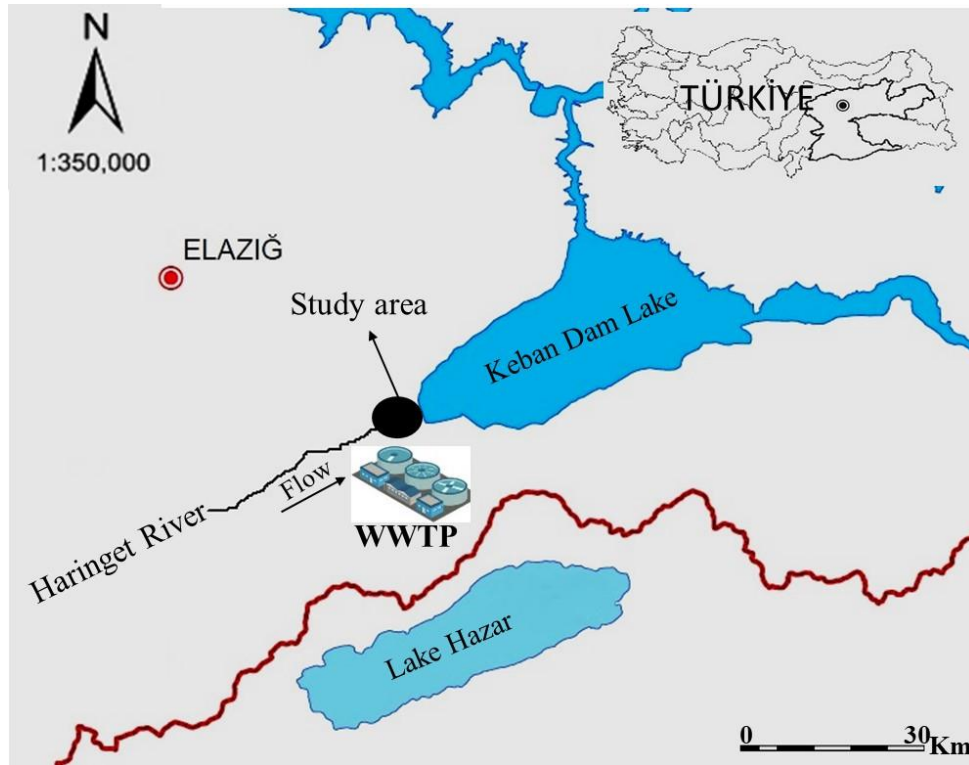 N
1:350,000
TÜRKİYE
ELAZIĞ
Study area
Keban Dam Lake
Flow
Haringet River
WWTP
Lake Hazar
0 30 Km